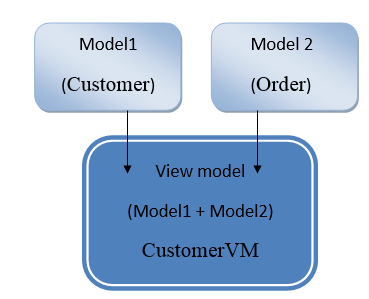 Model1
(Customer)
Model 2
(Order)
View model
(Model1 + Model2)
CustomerVM